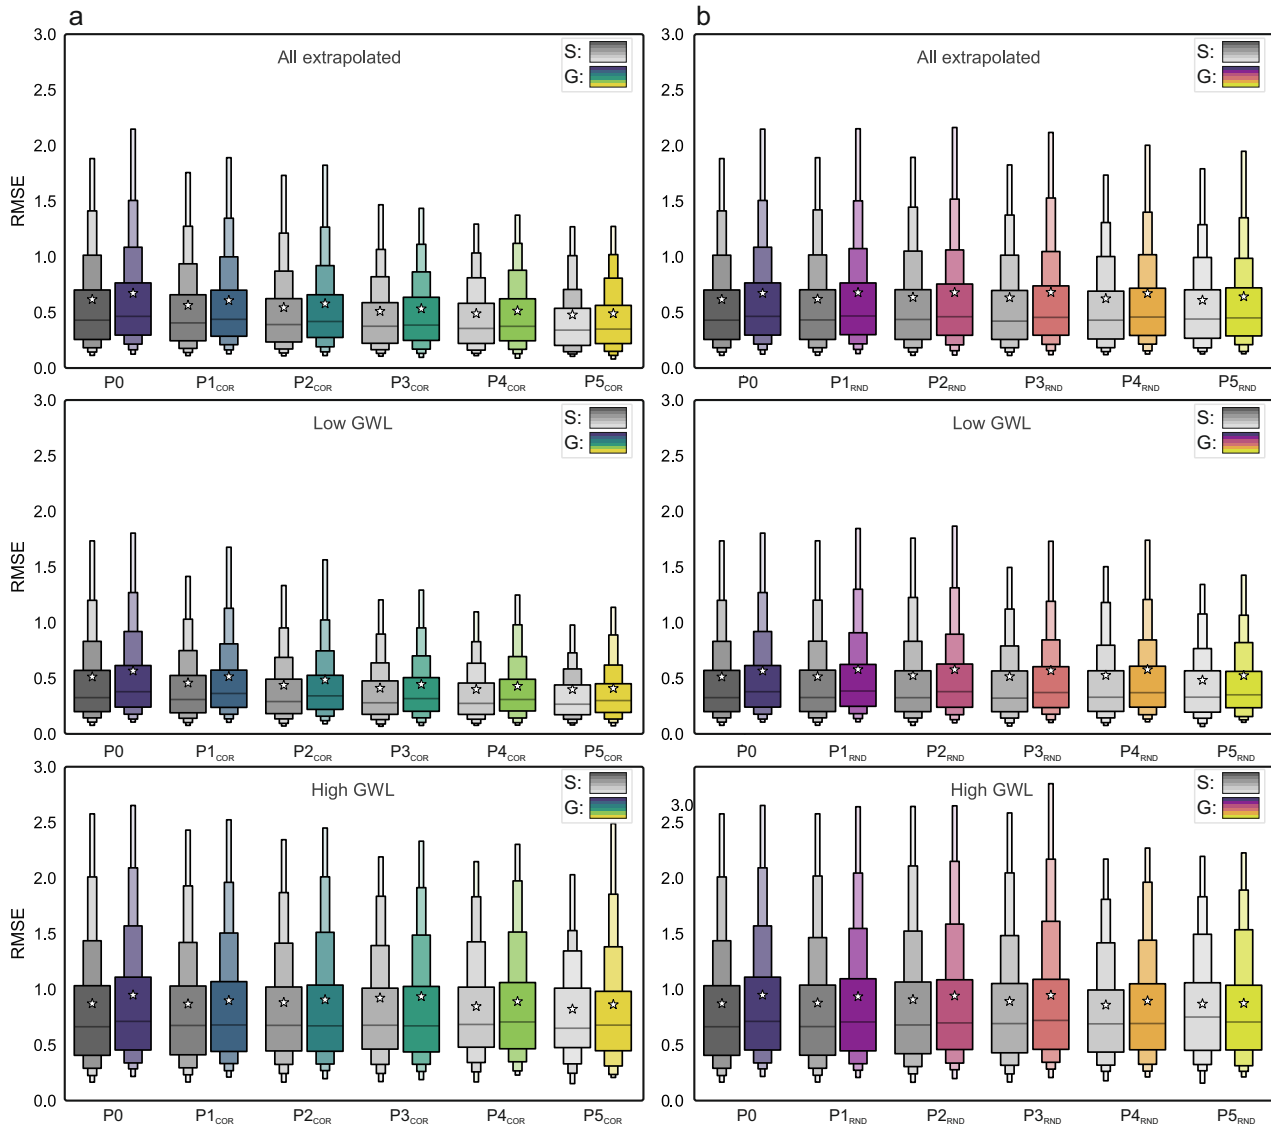 a
3.0
2.5
2.0
1.5
1.0
0.5
0.0
RMSE
All extrapolated
S:
G:
P0 P1COR P2COR P3COR P4COR P5COR
b
3.0
2.5
2.0
1.5
1.0
0.5
0.0
All extrapolated
S:
G:
P0 P1RND P2RND P3RND P4RND P5RND
3.0
2.5
2.0
1.5
1.0
0.5
0.0
RMSE
Low GWL
S:
G:
P0 P1COR P2COR P3COR P4COR P5COR
3.0
2.5
2.0
1.5
1.0
0.5
0.0
Low GWL
S:
G:
P0 P1RND P2RND P3RND P4RND P5RND
3.0
2.5
2.0
1.5
1.0
0.5
0.0
RMSE
High GWL
S:
G:
P0 P1COR P2COR P3COR P4COR P5COR
3.0
2.5
2.0
1.5
1.0
0.5
0.0
High GWL
S:
G:
P0 P1RND P2RND P3RND P4RND P5RND